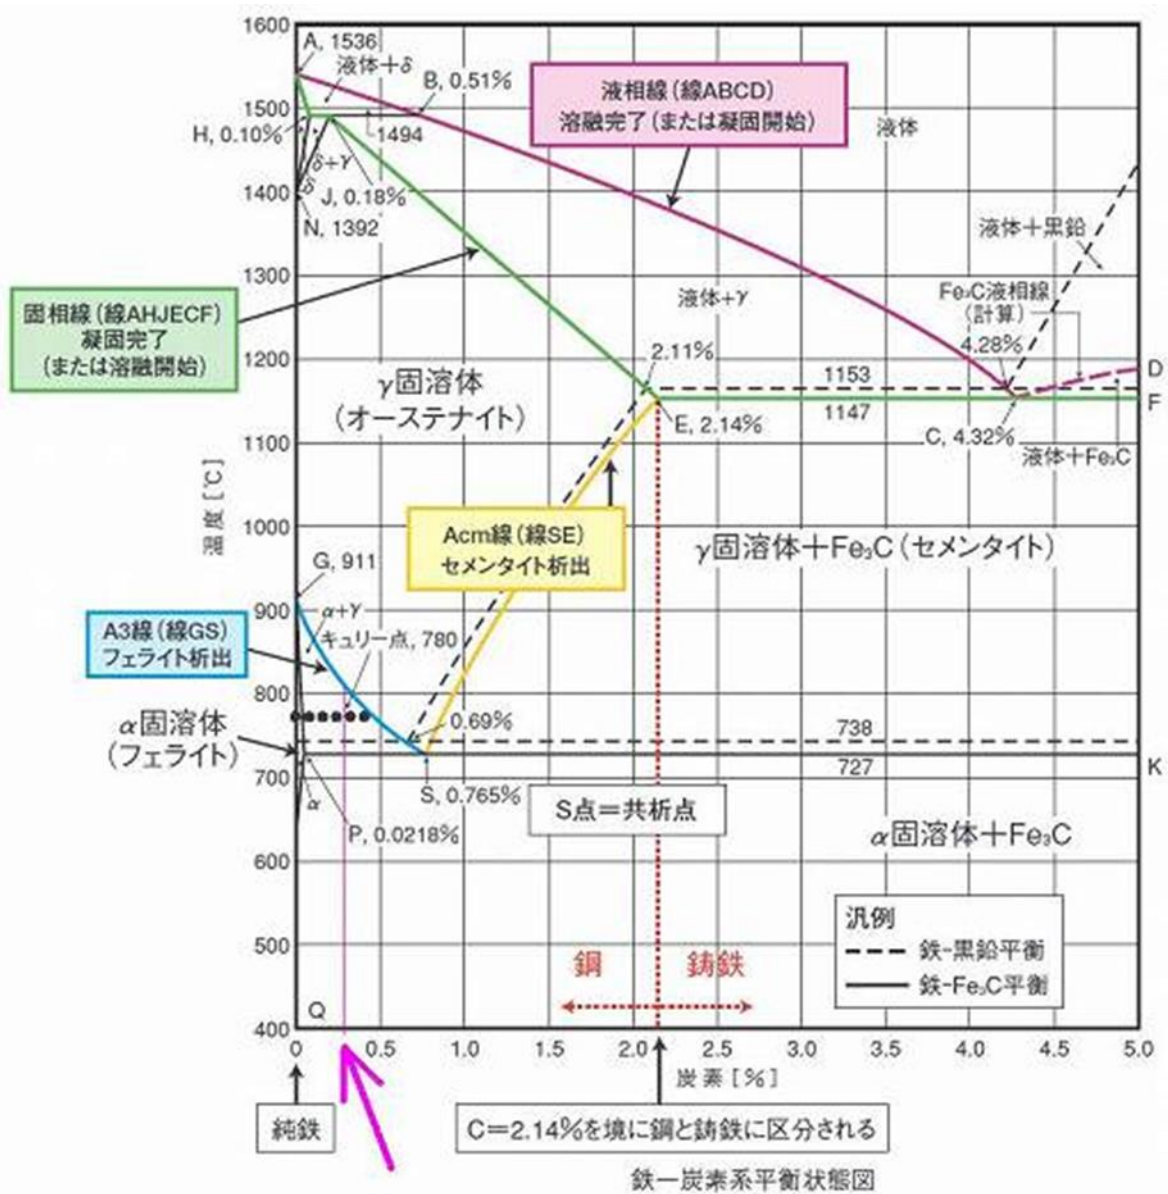 1600
A, 1536
液体+δ
B, 0.51%
液相線(線ABCD)
溶融完了(または凝固開始)
液体
1500
H, 0.10%
1494
δ+γ
δ
J, 0.18%
1400
N, 1392
液体+黒鉛
1300
固相線(線AHJECF)
凝固完了
(または溶融開始)
液体+γ
Fe₃C液相線
(計算)
4.28%
1200
2.11%
D
1153
γ固溶体
(オーステナイト)
F
1147
E, 2.14%
C, 4.32%
1100
液体+Fe₃C
温度[℃]
1000
Acm線(線SE)
セメンタイト析出
γ固溶体+Fe₃C(セメンタイト)
G, 911
900
α+γ
A3線(線GS)
フェライト析出
キュリー点, 780
800
α固溶体
(フェライト)
0.69%
738
727
K
700
α
S, 0.765%
S点=共析点
P, 0.0218%
α固溶体+Fe₃C
600
汎例
鉄-黒鉛平衡
鉄-Fe₃C平衡
500
鋼
鋳鉄
Q
400
0 0.5 1.0 1.5 2.0 2.5 3.0 3.5 4.0 4.5 5.0
炭素[%]
純鉄
C=2.14%を境に鋼と鋳鉄に区分される
鉄ー炭素系平衡状態図